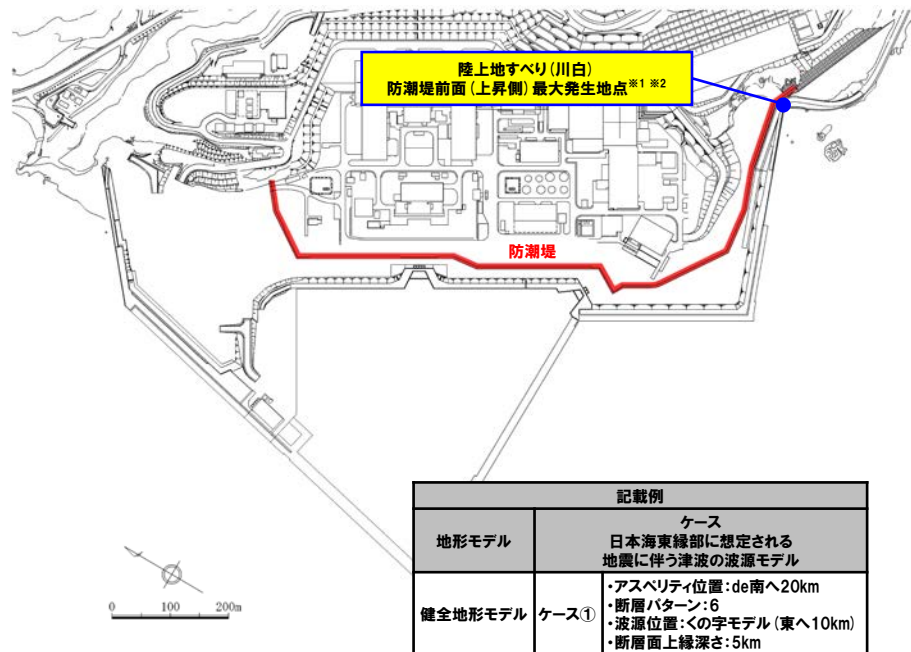 陸上地すべり(川白)
防潮堤前面(上昇側)最大発生地点※1 ※2
防潮堤
記載例
地形モデル
ケース
日本海東縁部に想定される
地震に伴う津波の波源モデル
健全地形モデル
ケース①
・アスペリティ位置:de南へ20km
・断層パターン:6
・波源位置:くの字モデル(東へ10km)
・断層面上縁深さ:5km
0 100 200m